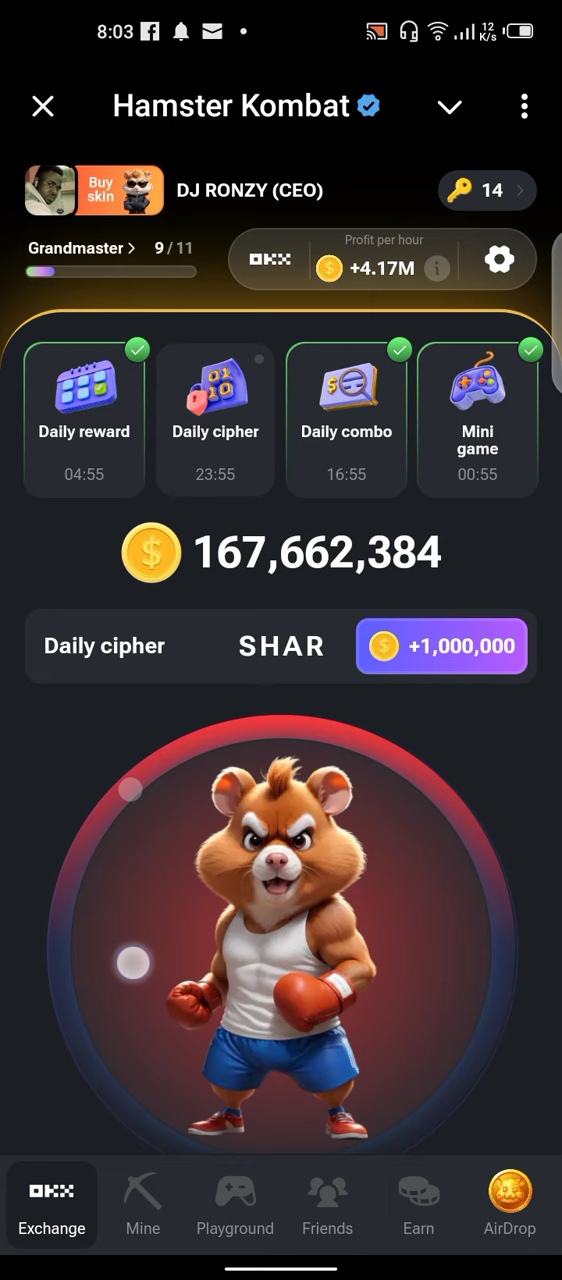 8:03
12
K/s
Hamster Kombat
Buy
skin
DJ RONZY (CEO)
14
Grandmaster
9 / 11
Profit per hour
+4.17M
Daily reward
04:55
Daily cipher
23:55
Daily combo
16:55
Mini
game
00:55
167,662,384
Daily cipher
SHAR
+1,000,000
Exchange
Mine
Playground
Friends
Earn
AirDrop